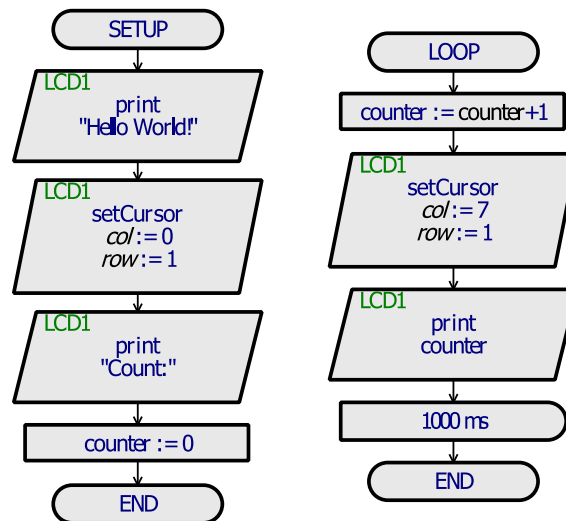 SETUP
LCD1
print
"Hello World!"
LCD1
setCursor
col := 0
row := 1
LCD1
print
"Count:"
counter := 0
END
LOOP
counter := counter+1
LCD1
setCursor
col := 7
row := 1
LCD1
print
counter
1000 ms
END